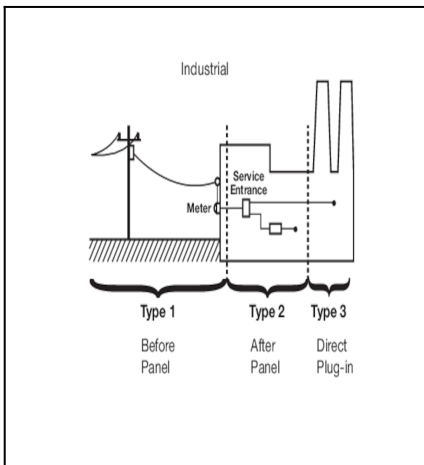 Industrial
Service
Entrance
Meter
Type 1
Type 2
Type 3
Before
Panel
After
Panel
Direct
Plug-in